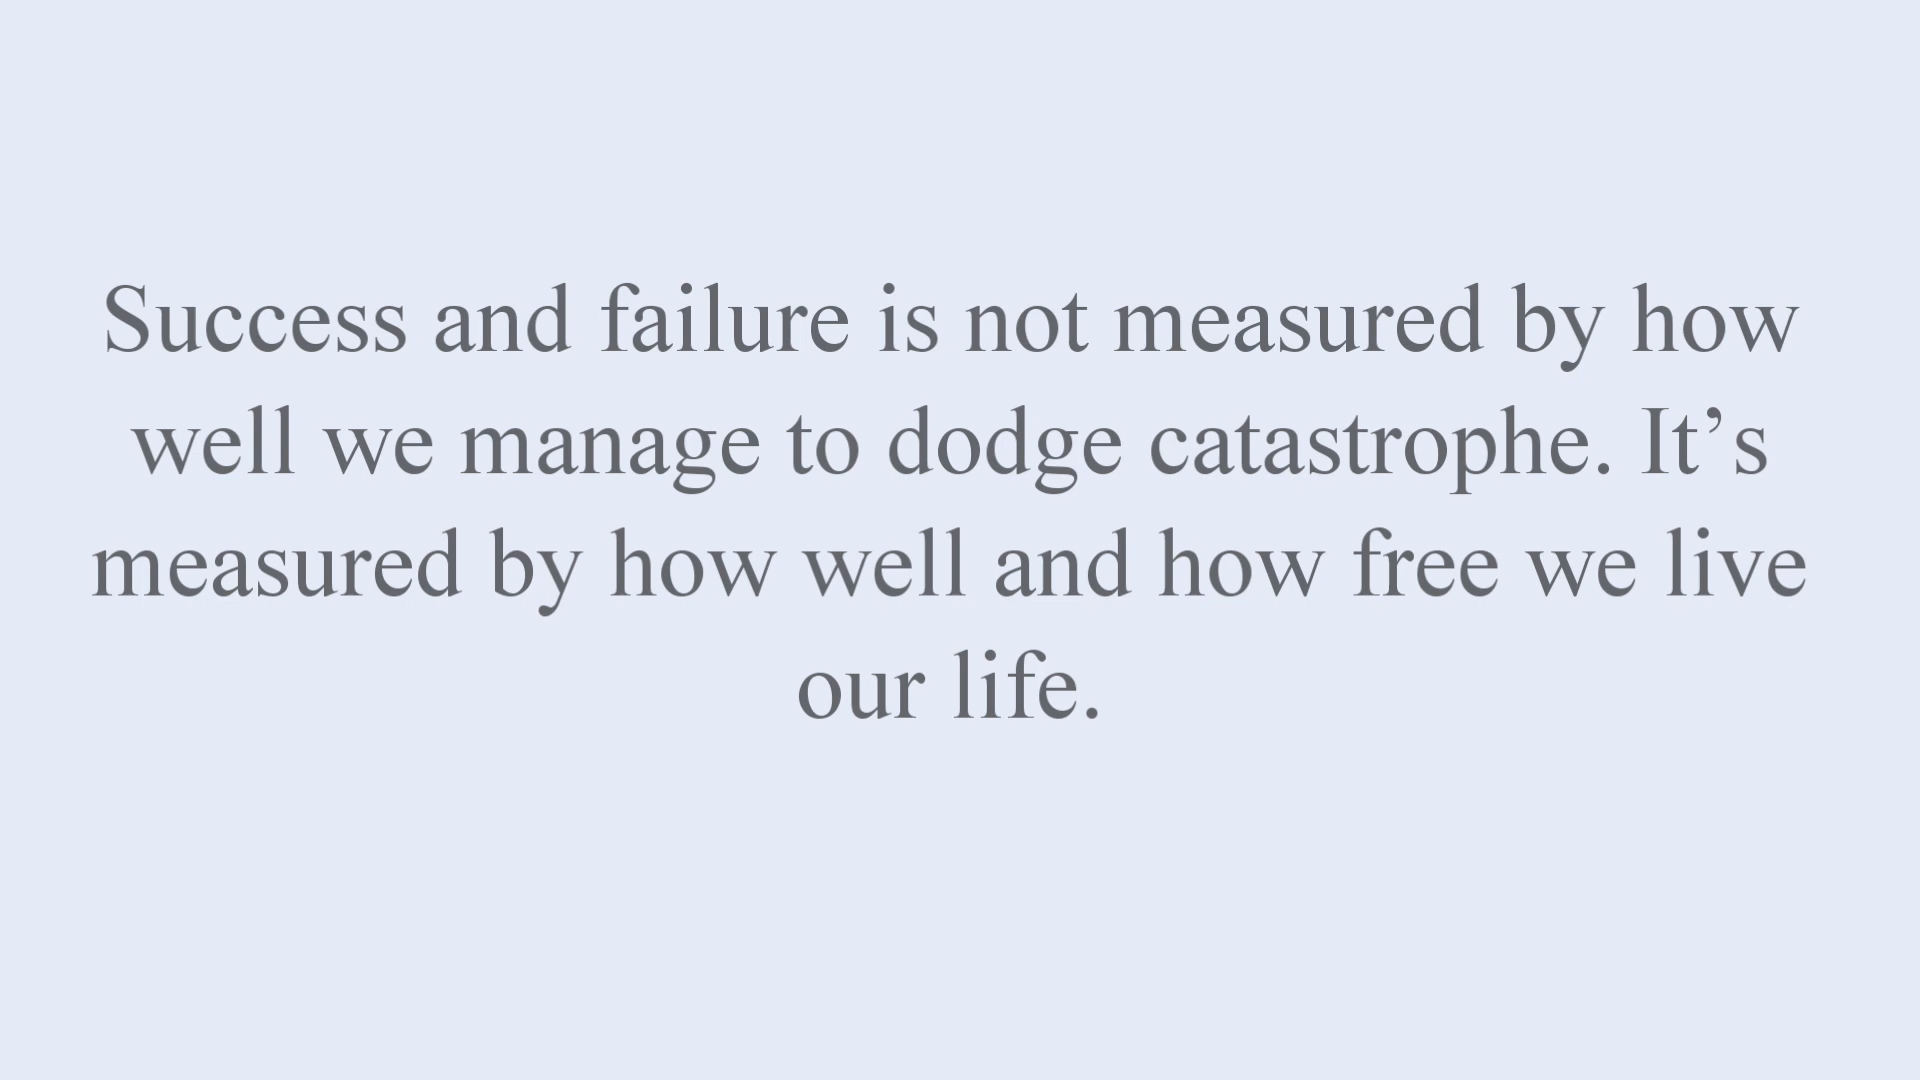 Success and failure is not measured by how
well we manage to dodge catastrophe. It’s
measured by how well and how free we live
our life.